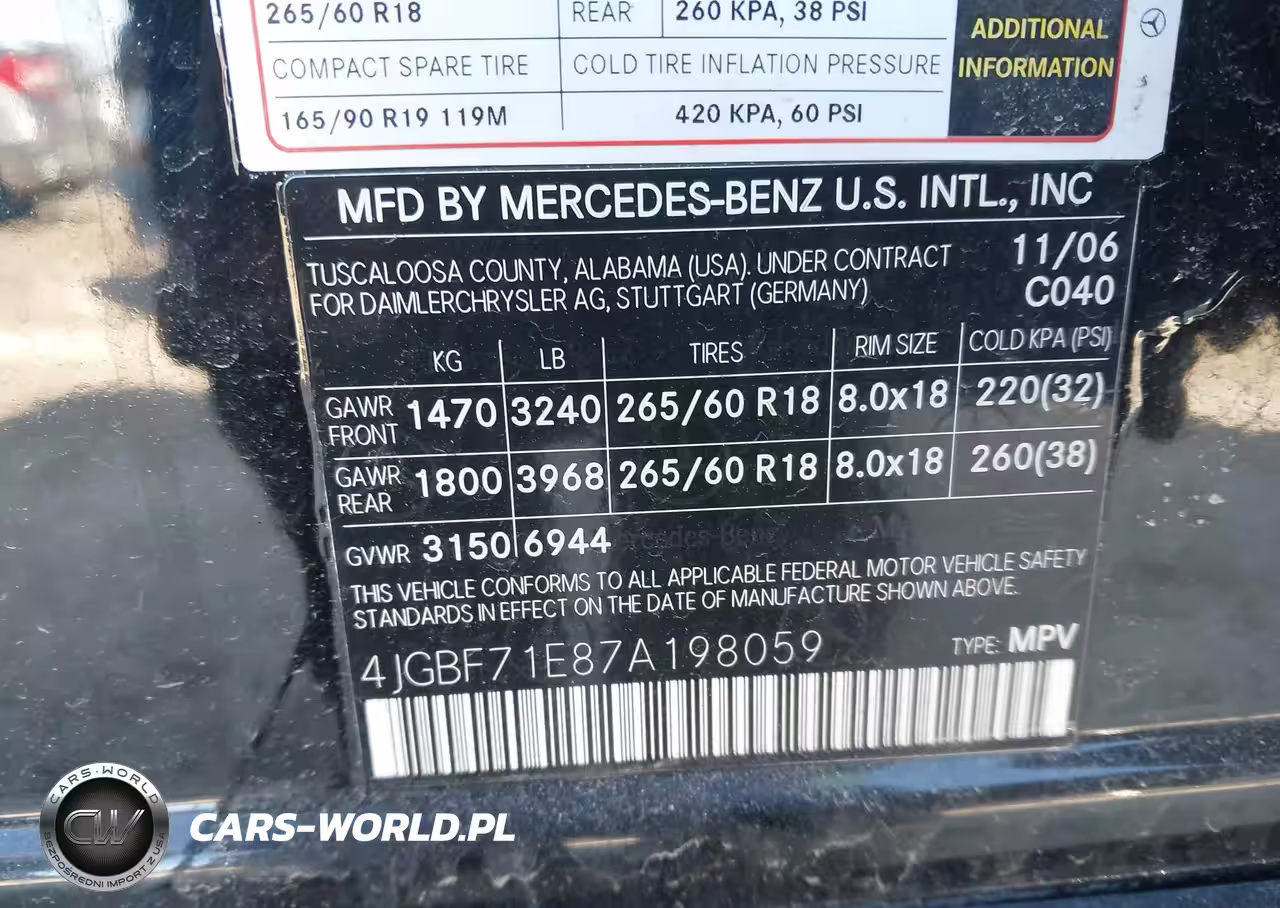 265/60 R18 REAR 260 KPA, 38 PSI
ADDITIONAL
INFORMATION
COMPACT SPARE TIRE COLD TIRE INFLATION PRESSURE
165/90 R19 119M 420 KPA, 60 PSI
MFD BY MERCEDES-BENZ U.S. INTL., INC
TUSCALOOSA COUNTY, ALABAMA (USA). UNDER CONTRACT 11/06
FOR DAIMLERCHRYSLER AG, STUTTGART (GERMANY) C040
KG LB TIRES RIM SIZE COLD KPA (PSI)
GAWR FRONT 1470 3240 265/60 R18 8.0x18 220(32)
GAWR REAR 1800 3968 265/60 R18 8.0x18 260(38)
GVWR 3150 6944
THIS VEHICLE CONFORMS TO ALL APPLICABLE FEDERAL MOTOR VEHICLE SAFETY
STANDARDS IN EFFECT ON THE DATE OF MANUFACTURE SHOWN ABOVE.
4JGBF71E87A198059 TYPE: MPV
CARS-WORLD
CW
BEZPOŚREDNI IMPORT Z USA
CARS-WORLD.PL